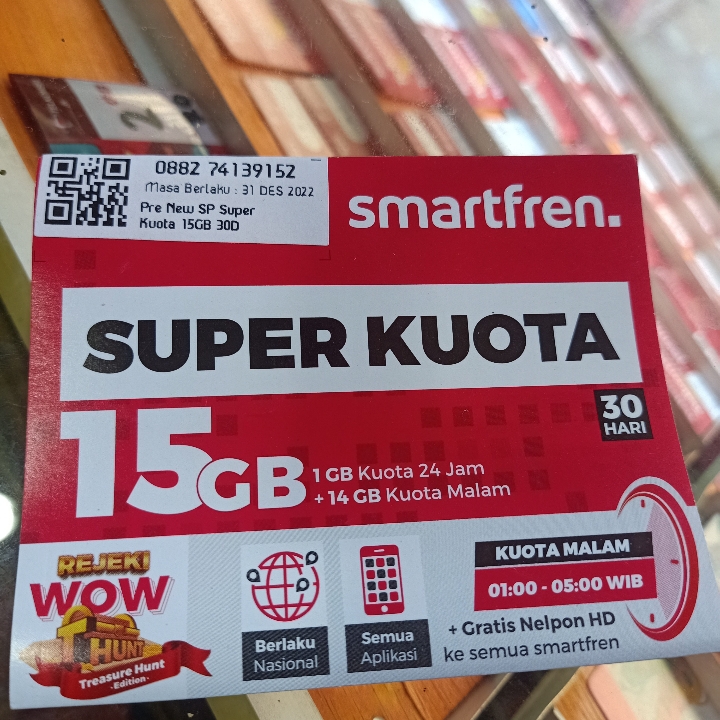 0882 74139152
Masa Berlaku : 31 DES 2022
Pre New SP Super
Kuota 15GB 30D
smartfren.
SUPER KUOTA
30
HARI
15GB
1 GB Kuota 24 Jam
+ 14 GB Kuota Malam
REJEKI
WOW
HUNT
Treasure Hunt
-Edition-
Berlaku
Nasional
Semua
Aplikasi
KUOTA MALAM
01:00 - 05:00 WIB
+ Gratis Nelpon HD
ke semua smartfren